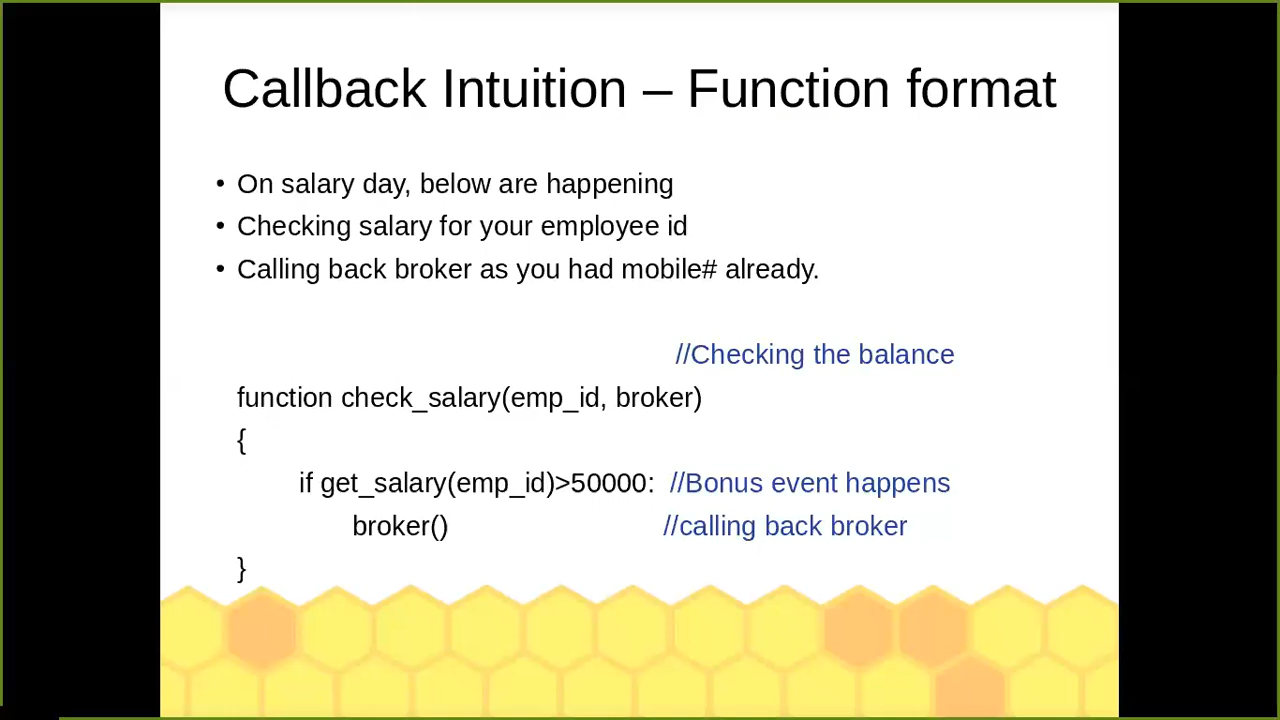 Callback Intuition – Function format
• On salary day, below are happening
• Checking salary for your employee id
• Calling back broker as you had mobile# already.
//Checking the balance
function check_salary(emp_id, broker)
{
if get_salary(emp_id)>50000: //Bonus event happens
broker() //calling back broker
}